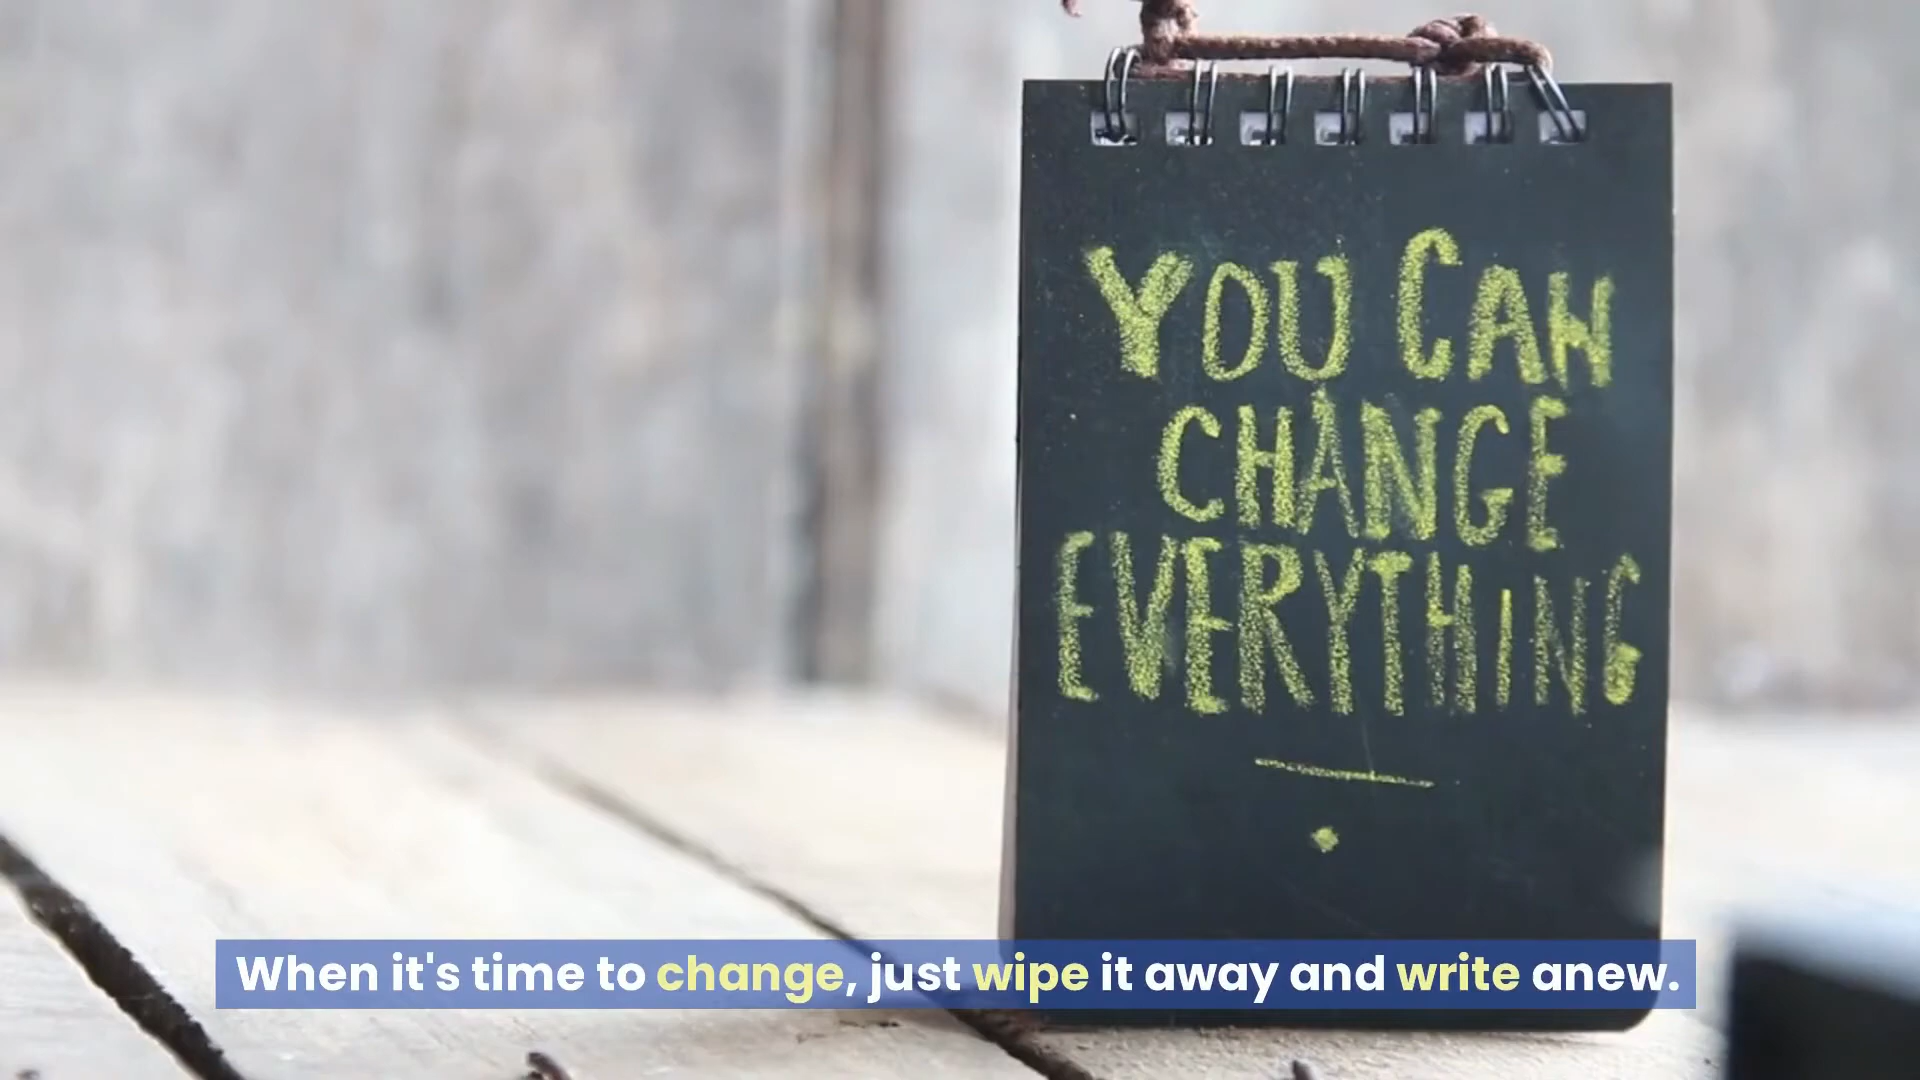 YOU CAN
CHANGE
EVERYTHING
When it's time to change, just wipe it away and write anew.